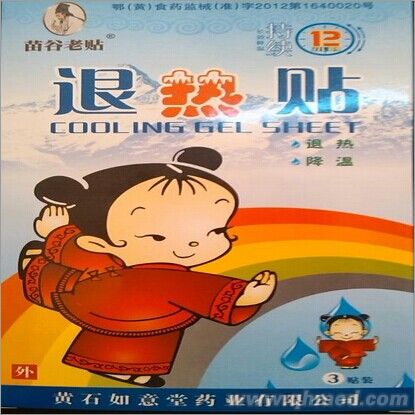 鄂(黄)食药监械(准)字2012第1640020号
苗谷老贴®
持续
12
退热贴
COOLING GEL SHEET
退热
降温
3贴装
外
黄石如意堂药业有限公司